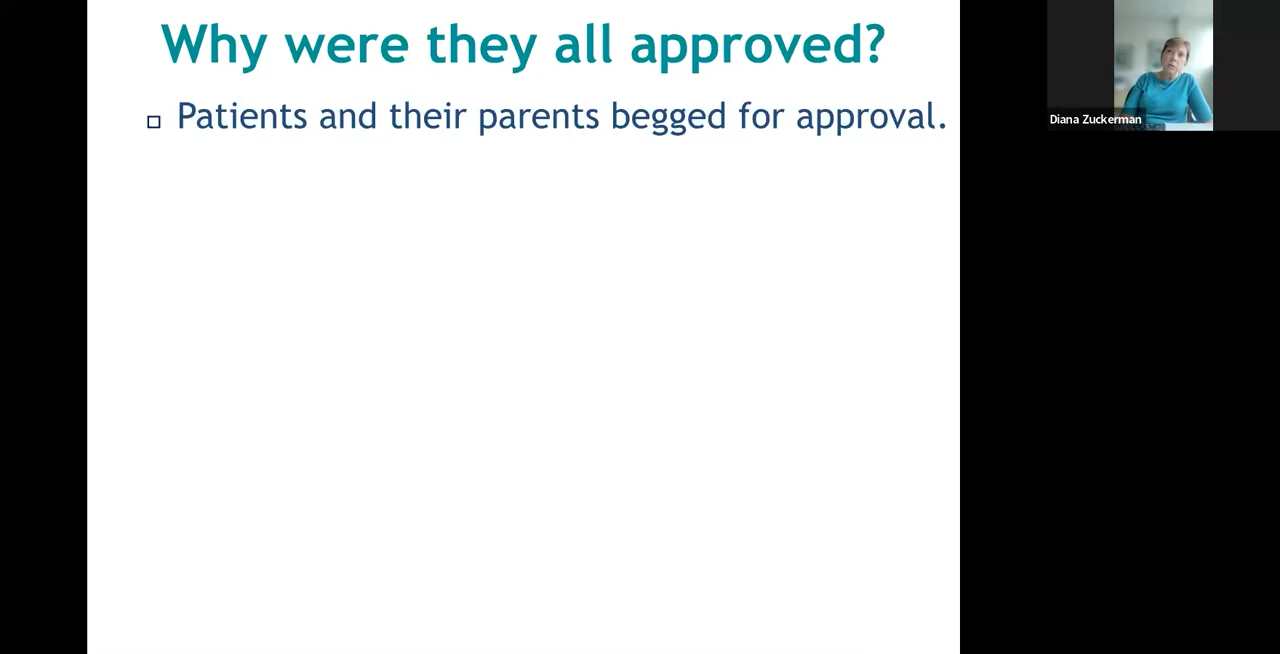 Why were they all approved?
Patients and their parents begged for approval.
Diana Zuckerman